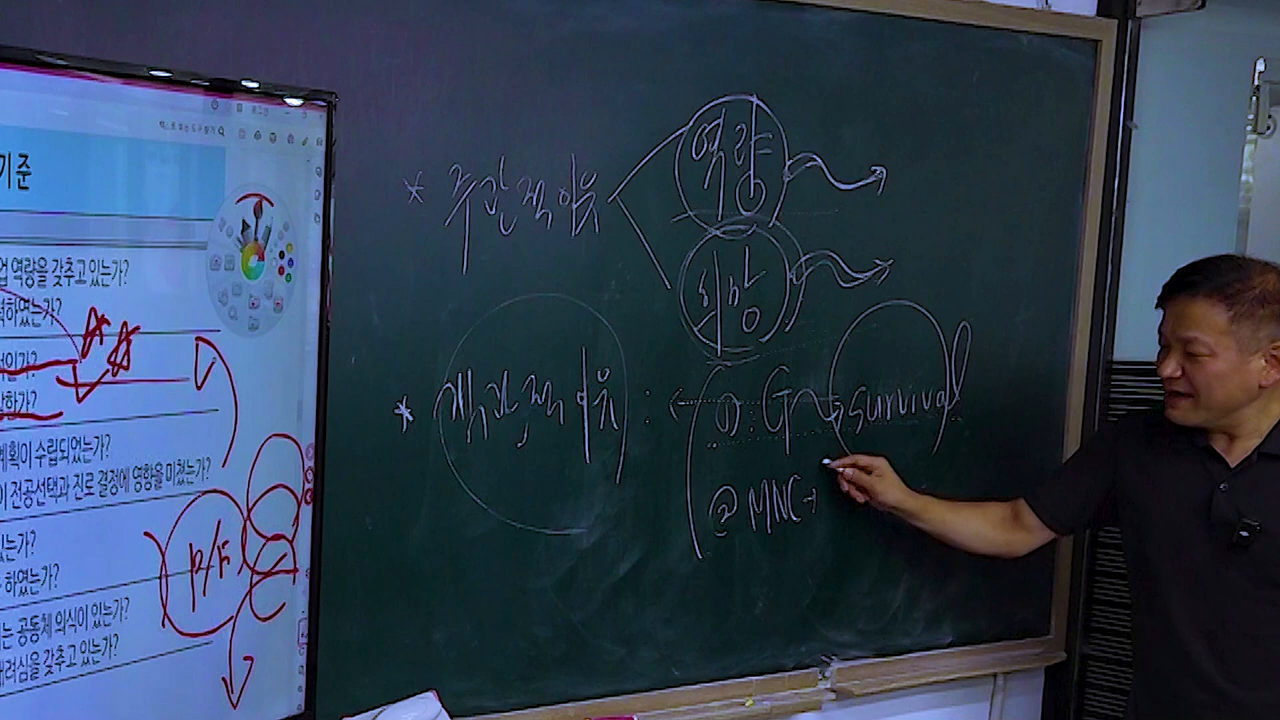 기준
업 역량을 갖추고 있는가?
하였는가?
인가?
한가?
계획이 수립되었는가?
이 전공선택과 진로 결정에 영향을 미쳤는가?
있는가?
하였는가?
는 공동체 의식이 있는가?
배려심을 갖추고 있는가?
P/F
* 주관적 이유
역량
희망
* 객관적 이유 : ① : G survival
② MNC →